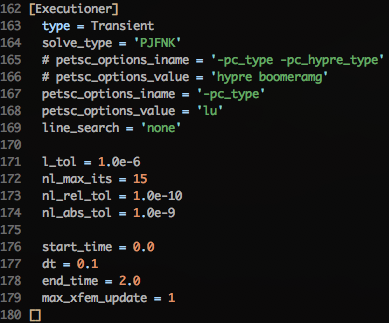 162 [Executioner]
163   type = Transient
164   solve_type = 'PJFNK'
165   # petsc_options_iname = '-pc_type -pc_hypre_type'
166   # petsc_options_value = 'hypre boomeramg'
167   petsc_options_iname = '-pc_type'
168   petsc_options_value = 'lu'
169   line_search = 'none'
170
171   l_tol = 1.0e-6
172   nl_max_its = 15
173   nl_rel_tol = 1.0e-10
174   nl_abs_tol = 1.0e-9
175
176   start_time = 0.0
177   dt = 0.1
178   end_time = 2.0
179   max_xfem_update = 1
180 []